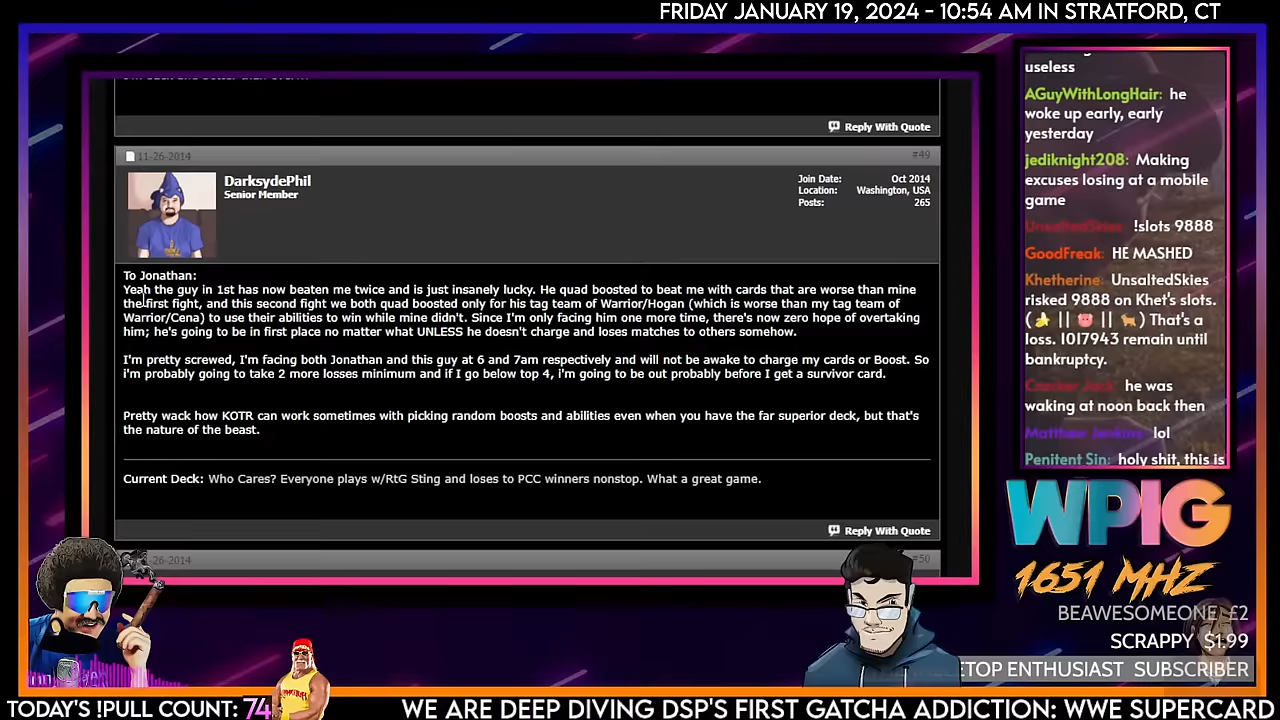 FRIDAY JANUARY 19, 2024 - 10:54 AM IN STRATFORD, CT
Reply With Quote
11-26-2014
#49
DarksydePhil
Senior Member
Join Date: Oct 2014
Location: Washington, USA
Posts: 265
To Jonathan:
Yeah the guy in 1st has now beaten me twice and is just insanely lucky. He quad boosted to beat me with cards that are worse than mine
the first fight, and this second fight we both quad boosted only for his tag team of Warrior/Hogan (which is worse than my tag team of
Warrior/Cena) to use their abilities to win while mine didn't. Since I'm only facing him one more time, there's now zero hope of overtaking
him; he's going to be in first place no matter what UNLESS he doesn't charge and loses matches to others somehow.
I'm pretty screwed, I'm facing both Jonathan and this guy at 6 and 7am respectively and will not be awake to charge my cards or Boost. So
i'm probably going to take 2 more losses minimum and if I go below top 4, i'm going to be out probably before I get a survivor card.
Pretty wack how KOTR can work sometimes with picking random boosts and abilities even when you have the far superior deck, but that's
the nature of the beast.
Current Deck: Who Cares? Everyone plays w/RtG Sting and loses to PCC winners nonstop. What a great game.
Reply With Quote
26-2014
#50
useless
AGuyWithLongHair: he
woke up early, early
yesterday
jediknight208: Making
excuses losing at a mobile
game
UnsaltedSkies: !slots 9888
GoodFreak: HE MASHED
Khetherine: UnsaltedSkies
risked 9888 on Khet's slots.
( 🍌 || 🐷 || 🐕 ) That's a
loss. 1017943 remain until
bankruptcy.
he was
waking at noon back then
Matthew Jenkins: lol
Penitent Sin: holy shit, this is
WPIG
1651 MHZ
BEAWESOMEONE £2
SCRAPPY $1.99
ETOP ENTHUSIAST SUBSCRIBER
TODAY'S !PULL COUNT: 74
WE ARE DEEP DIVING DSP'S FIRST GATCHA ADDICTION: WWE SUPERCARD